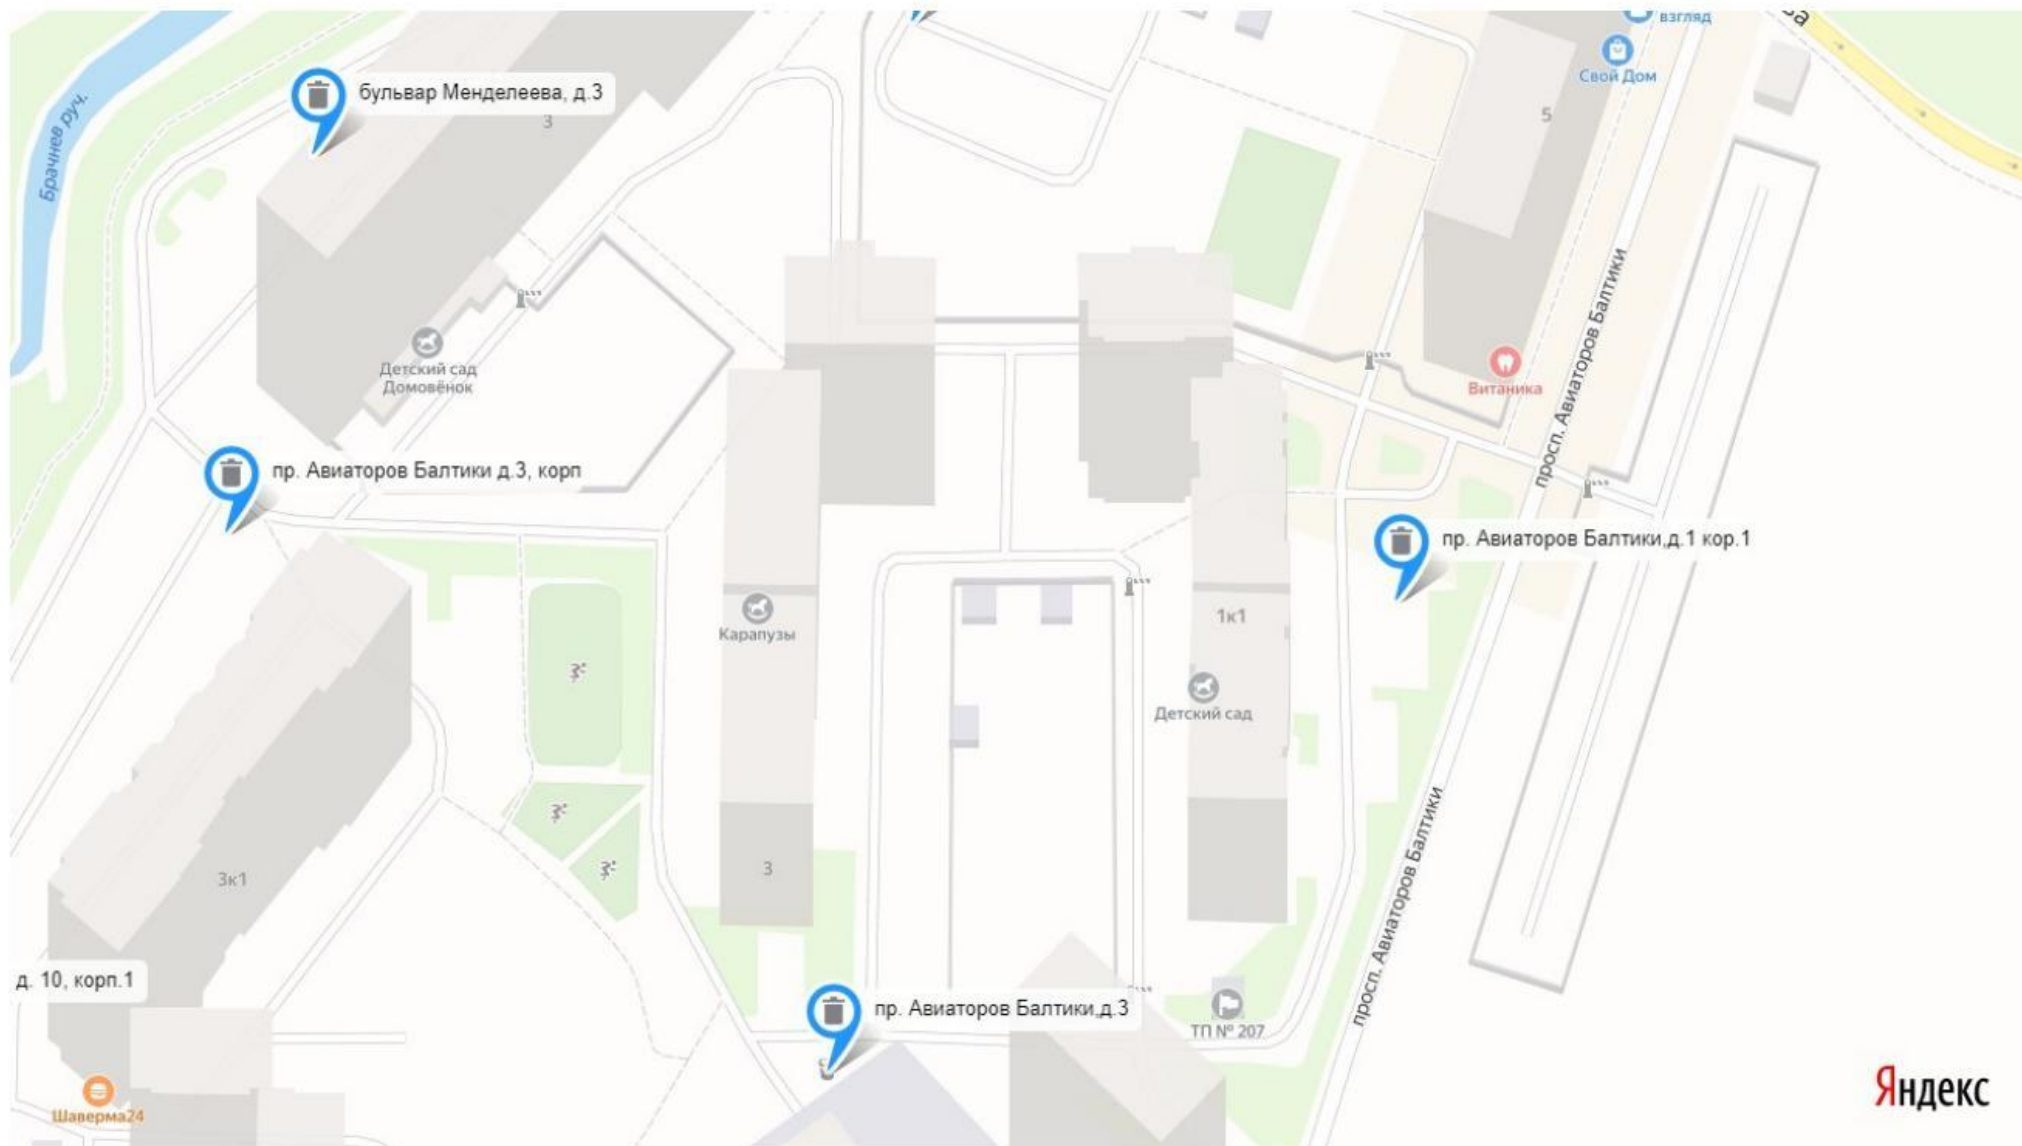 взгляд
ва
Свой Дом
бульвар Менделеева, д.3
3
5
Брачнев руч.
просп. Авиаторов Балтики
Детский сад
Домовёнок
Витаника
пр. Авиаторов Балтики д.3, корп
пр. Авиаторов Балтики,д.1 кор.1
Карапузы
1к1
Детский сад
просп. Авиаторов Балтики
3
3к1
д. 10, корп.1
пр. Авиаторов Балтики,д.3
ТП № 207
Шаверма24
Яндекс